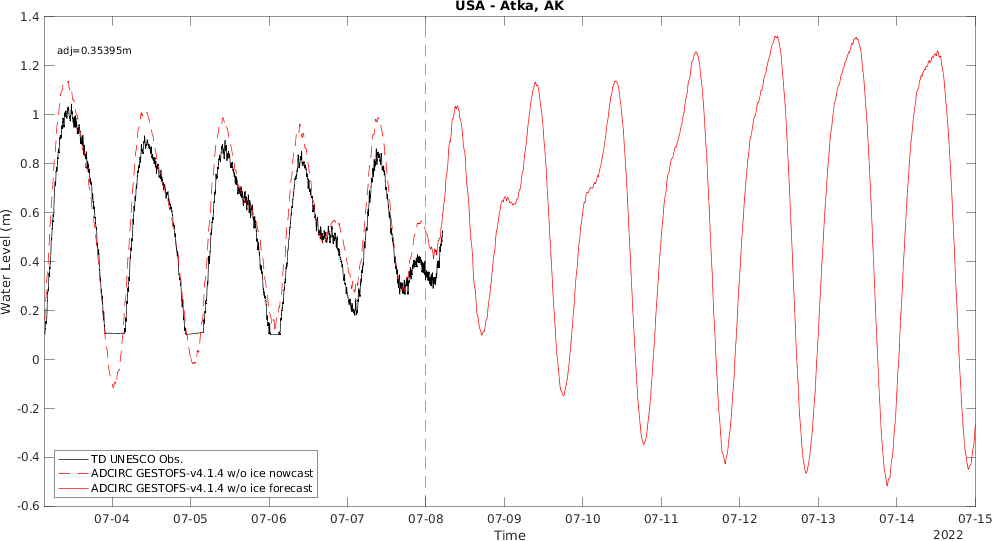 USA - Atka, AK
adj=0.35395m
Water Level (m)
1.4
1.2
1
0.8
0.6
0.4
0.2
0
-0.2
-0.4
-0.6
TD UNESCO Obs.
ADCIRC GESTOFS-v4.1.4 w/o ice nowcast
ADCIRC GESTOFS-v4.1.4 w/o ice forecast
07-04 07-05 07-06 07-07 07-08 07-09 07-10 07-11 07-12 07-13 07-14 07-15
Time
2022